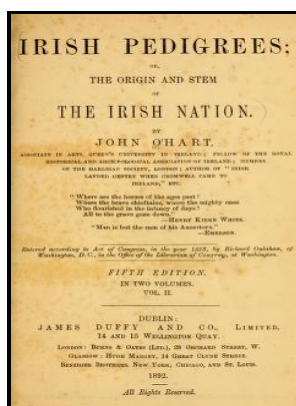 IRISH PEDIGREES;
OR,
THE ORIGIN AND STEM
OF
THE IRISH NATION.
BY
JOHN O'HART,
ASSOCIATE IN ARTS, QUEEN'S UNIVERSITY IN IRELAND; FELLOW OF THE ROYAL
HISTORICAL AND ARCHÆOLOGICAL ASSOCIATION OF IRELAND; MEMBER
OF THE HARLEIAN SOCIETY, LONDON; AUTHOR OF "IRISH
LANDED GENTRY WHEN CROMWELL CAME TO
IRELAND," ETC.
"Where are the heroes of the ages past?
Where the brave chieftains, where the mighty ones
Who flourished in the infancy of days?
All to the grave gone down."
—HENRY KIRKE WHITE.
"Man is but the sum of his Ancestors."
—EMERSON.
Entered according to Act of Congress, in the year by Richard Oulahan, of
Washington, D.C., in the Office of the Librarian of Congress, at Washington.
FIFTH EDITION.
IN TWO VOLUMES.
VOL. II.
DUBLIN:
JAMES DUFFY AND CO., LIMITED,
14 AND 15 WELLINGTON QUAY.
LONDON: BURNS & OATES (LTD.), 28 ORCHARD STREET, W.
GLASGOW: HUGH MARGEY, 14 GREAT CLYDE STREET.
BENZIGER BROTHERS, NEW YORK, CHICAGO, AND ST. LOUIS.
1892.
All Rights Reserved.